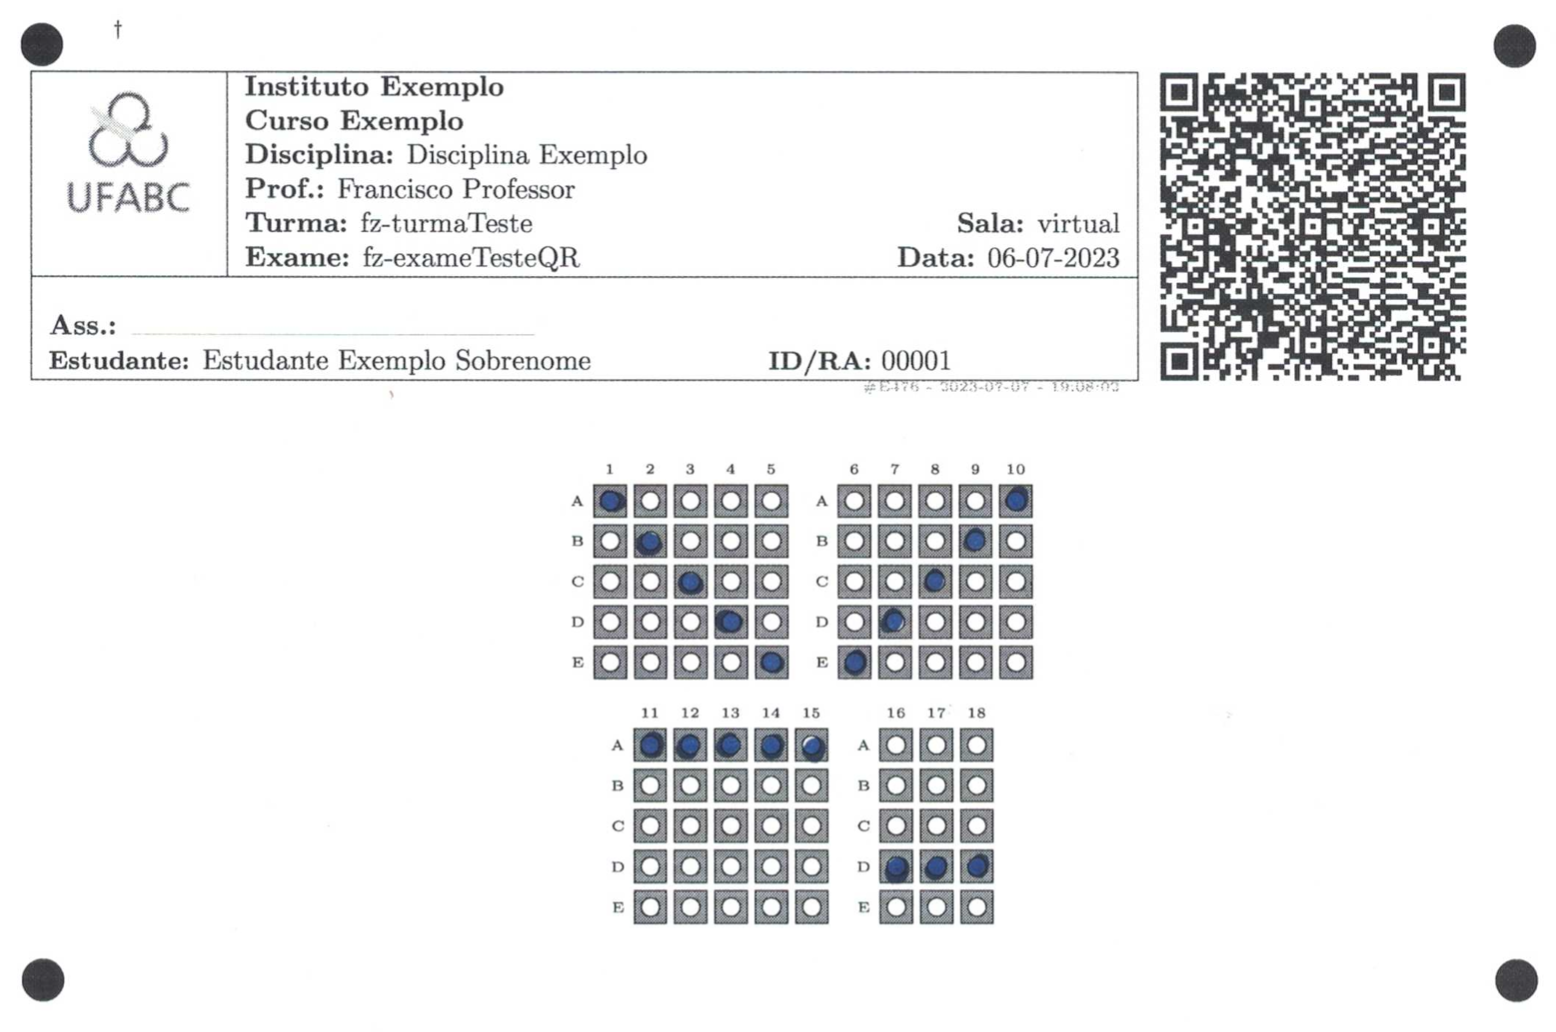 †
UFABC
Instituto Exemplo
Curso Exemplo
Disciplina: Disciplina Exemplo
Prof.: Francisco Professor
Turma: fz-turmaTeste Sala: virtual
Exame: fz-exameTesteQR Data: 06-07-2023
Ass.:
Estudante: Estudante Exemplo Sobrenome ID/RA: 00001
#E476 - 2023-07-07 - 19:08:02
1 2 3 4 5 6 7 8 9 10
A A
B B
C C
D D
E E
11 12 13 14 15 16 17 18
A A
B B
C C
D D
E E